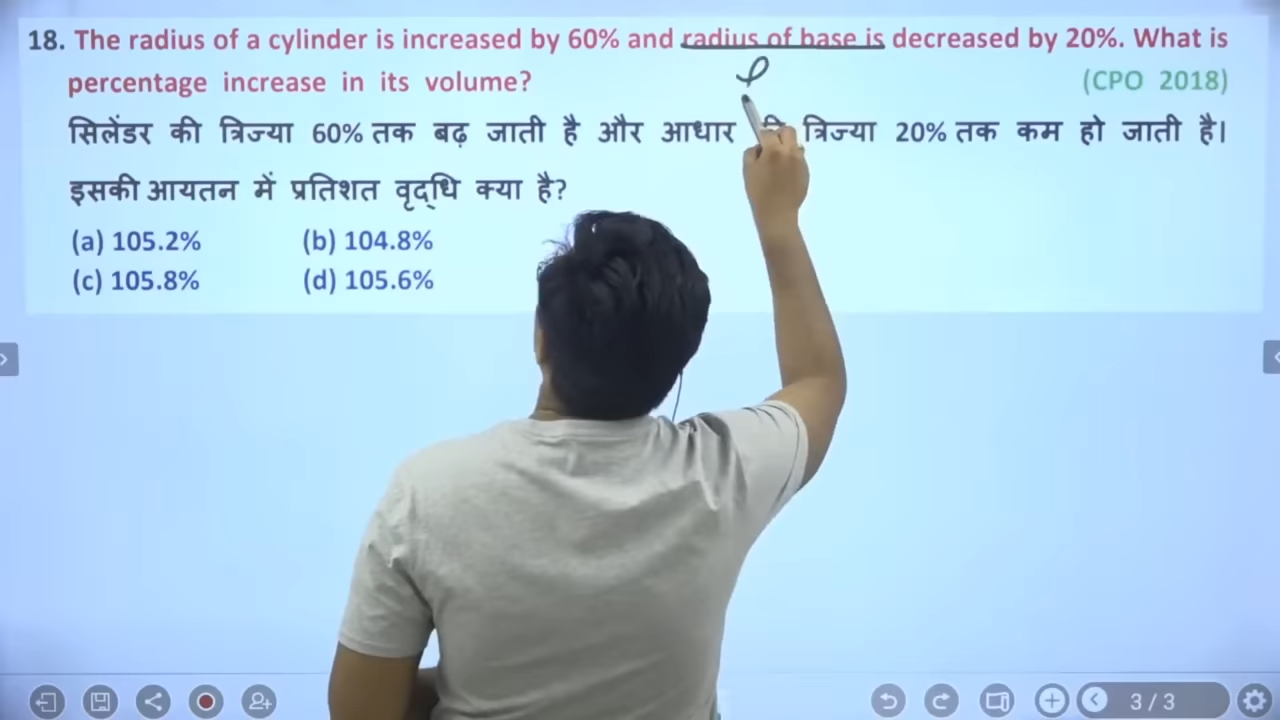 18. The radius of a cylinder is increased by 60% and radius of base is decreased by 20%. What is
percentage increase in its volume? (CPO 2018)
सिलेंडर की त्रिज्या 60% तक बढ़ जाती है और आधार त्रिज्या 20% तक कम हो जाती है।
इसकी आयतन में प्रतिशत वृद्धि क्या है?
(a) 105.2% (b) 104.8%
(c) 105.8% (d) 105.6%
3 / 3